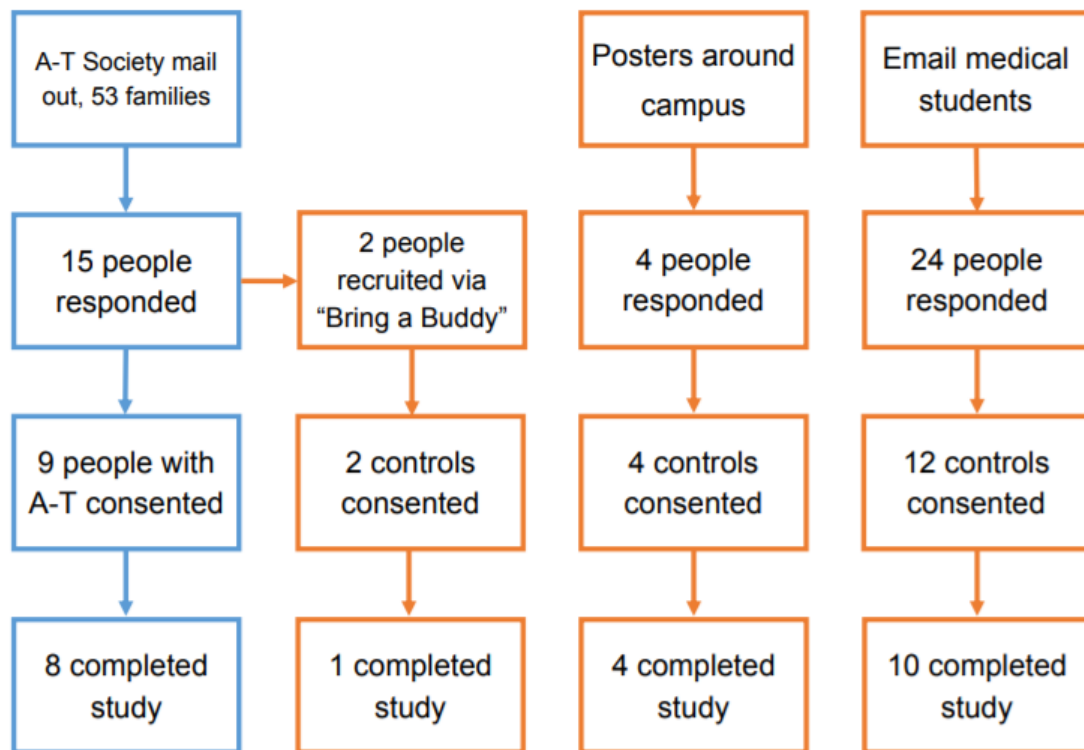 A-T Society mail
out, 53 families
Posters around
campus
Email medical
students
15 people
responded
2 people
recruited via
“Bring a Buddy”
4 people
responded
24 people
responded
9 people with
A-T consented
2 controls
consented
4 controls
consented
12 controls
consented
8 completed
study
1 completed
study
4 completed
study
10 completed
study